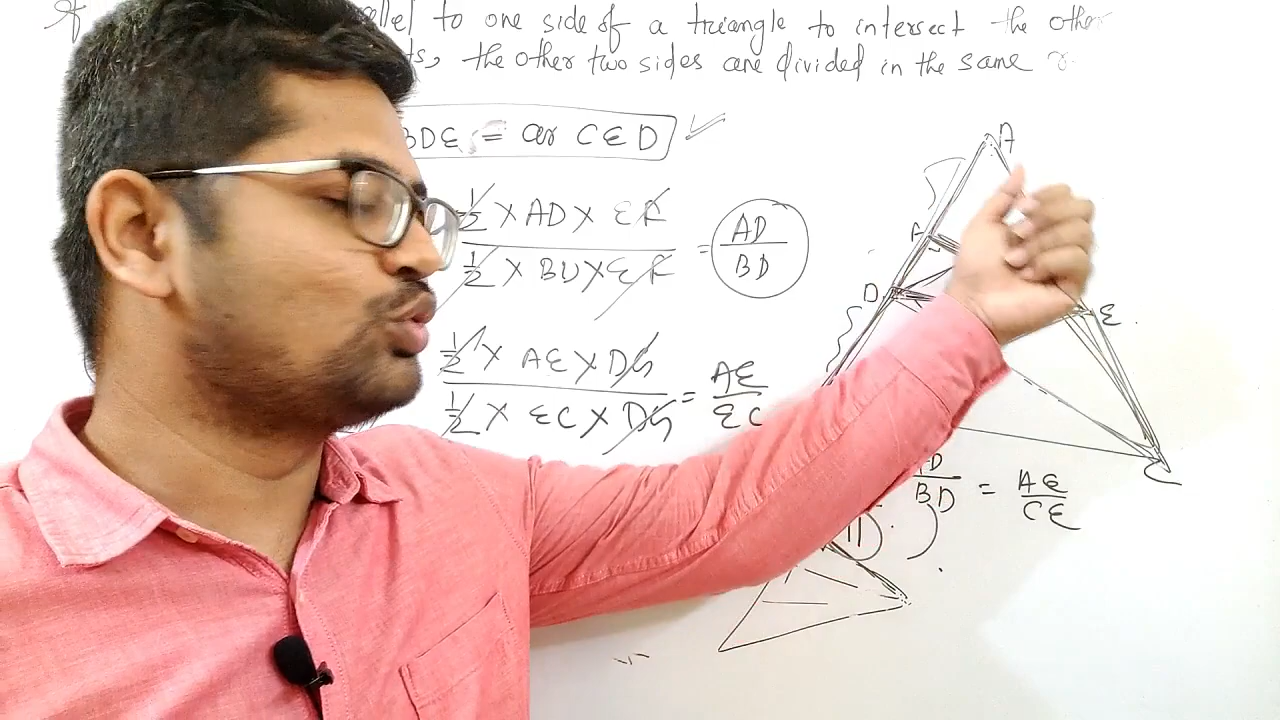 to one side of a triangle to intersect the other
the other two sides are divided in the same
BDE = ar CED
1/2 X AD X EF
1/2 X BD X EF
= AD/BD
1/2 X AE X DG
1/2 X EC X DG
= AE/EC
A
D
E
C
BD = AE/CE